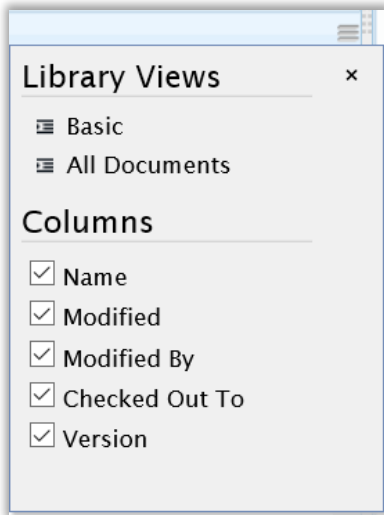 Library Views
Basic
All Documents
Columns
Name
Modified
Modified By
Checked Out To
Version